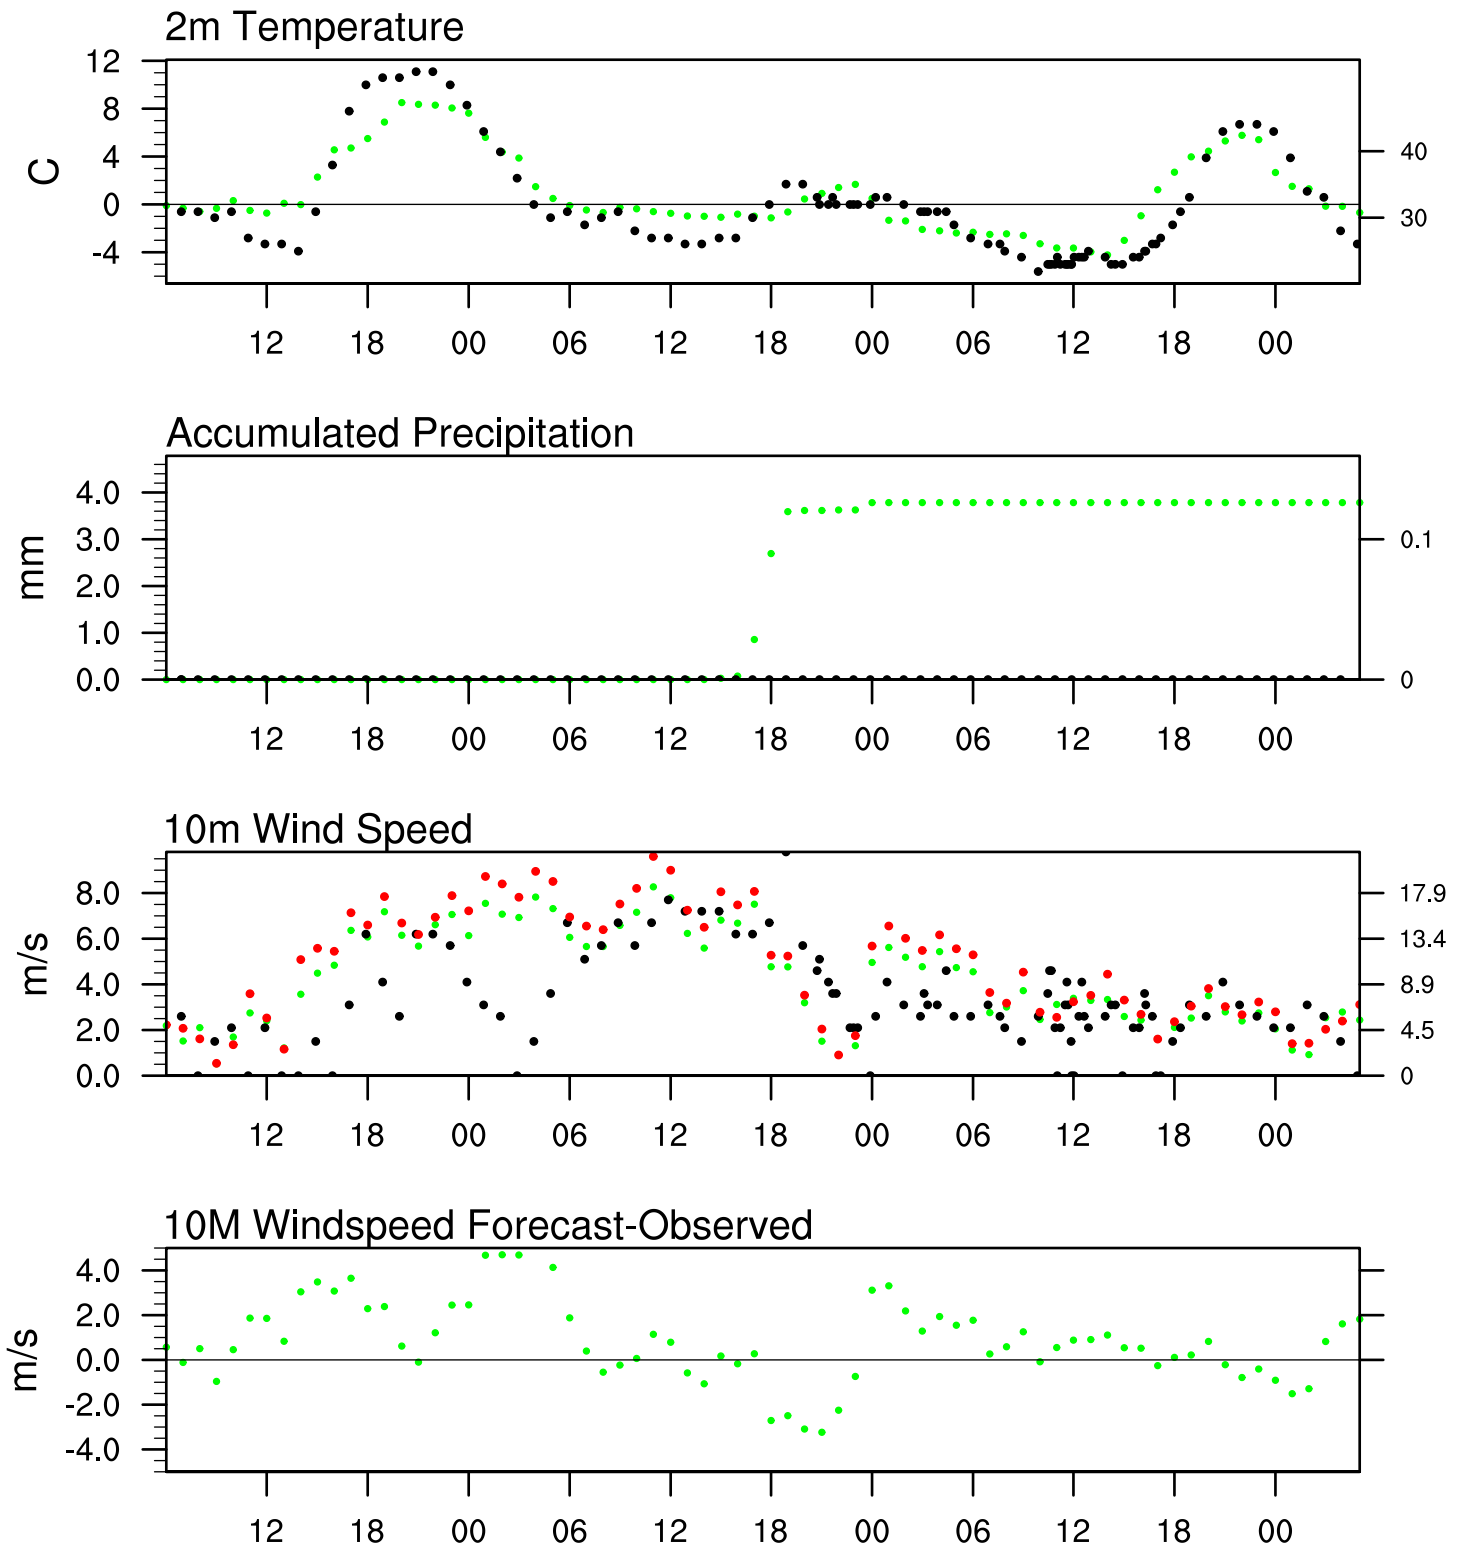 2m Temperature
12
8
4
0
-4
C
40
30
12 18 00 06 12 18 00 06 12 18 00
Accumulated Precipitation
4.0
3.0
2.0
1.0
0.0
mm
0.1
0
12 18 00 06 12 18 00 06 12 18 00
10m Wind Speed
8.0
6.0
4.0
2.0
0.0
m/s
17.9
13.4
8.9
4.5
0
12 18 00 06 12 18 00 06 12 18 00
10M Windspeed Forecast-Observed
4.0
2.0
0.0
-2.0
-4.0
m/s
12 18 00 06 12 18 00 06 12 18 00